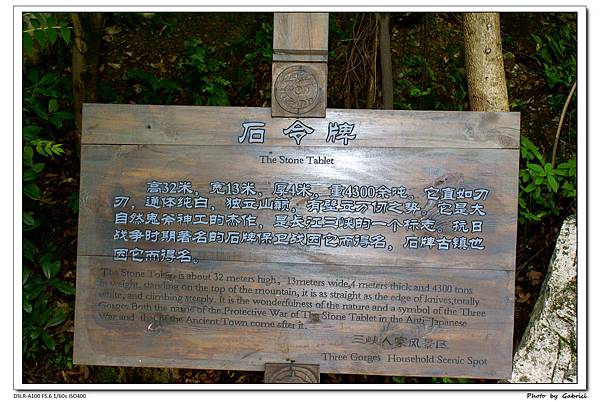 石令牌
The Stone Tablet
高32米，宽13米，厚4米，重4300余吨。它直如刀
刃，通体纯白，独立山巅，有壁立万仞之势。它是大
自然鬼斧神工的杰作，是长江三峡的一个标志。抗日
战争时期著名的石牌保卫战因它而得名，石牌古镇也
因它而得名。
The Stone Token is about 32 meters high, 13meters wide,4 meters thick and 4300 tons
in weight, standing on the top of the mountain, it is as straight as the edge of knives,totally
white, and climbing steeply. It is the wonderfulness of the nature and a symbol of the Three
Gorges.Both the name of the Protective War of The Stone Tablet in the Anti-Japanese
War and that of the Ancient Town come after it.
三峡人家风景区
Three Gorges Household Scenic Spot
DSLR-A100 F5.6 1/60s ISO400
Photo by Gabriel